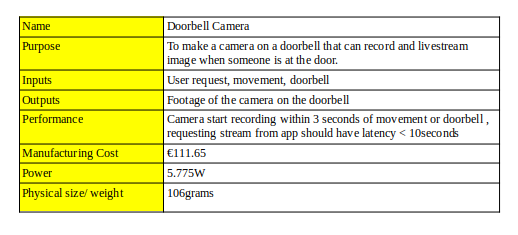 Name Doorbell Camera
Purpose To make a camera on a doorbell that can record and livestream
image when someone is at the door.
Inputs User request, movement, doorbell
Outputs Footage of the camera on the doorbell
Performance Camera start recording within 3 seconds of movement or doorbell ,
requesting stream from app should have latency < 10seconds
Manufacturing Cost €111.65
Power 5.775W
Physical size/ weight 106grams